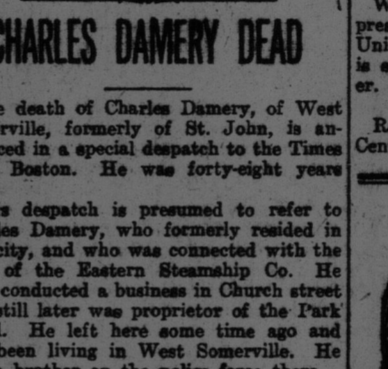 CHARLES DAMERY DEAD
death of Charles Damery, of West
rville, formerly of St. John, is an-
ced in a special despatch to the Times
Boston. He was forty-eight years
s despatch is presumed to refer to
es Damery, who formerly resided in
city, and who was connected with the
of the Eastern Steamship Co. He
conducted a business in Church street
still later was proprietor of the Park
He left here some time ago and
been living in West Somerville. He
W
pres
Uni
is
er.
R
Cen